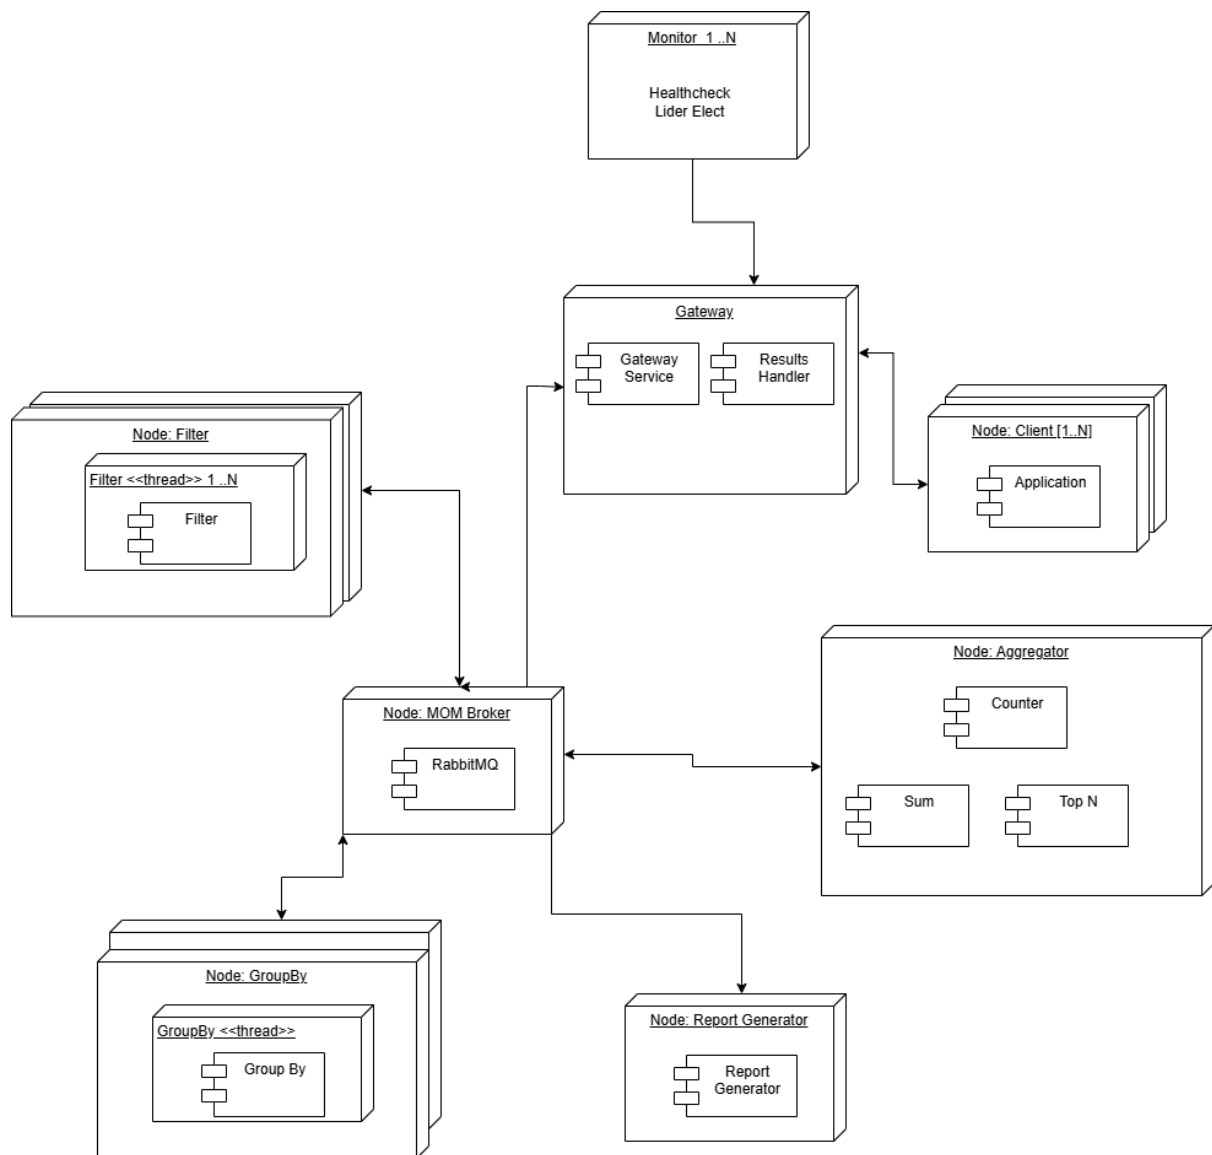 Monitor 1 ..N
Healthcheck
Lider Elect
Gateway
Gateway
Service
Results
Handler
Node: Client [1..N]
Application
Node: Filter
Filter <<thread>> 1 ..N
Filter
Node: Aggregator
Counter
Sum
Top N
Node: MOM Broker
RabbitMQ
Node: GroupBy
GroupBy <<thread>>
Group By
Node: Report Generator
Report
Generator